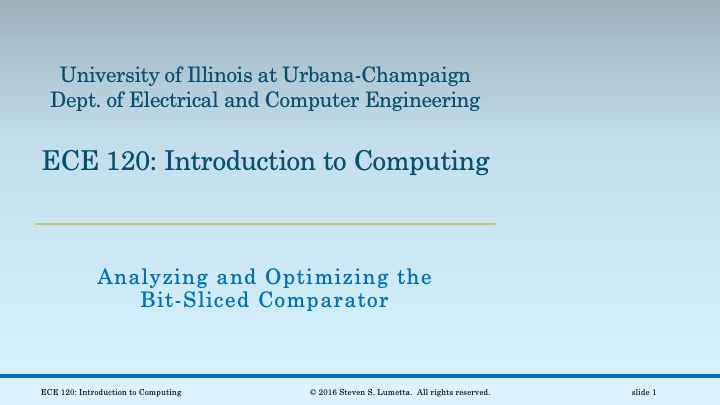 University of Illinois at Urbana-Champaign
Dept. of Electrical and Computer Engineering
ECE 120: Introduction to Computing
Analyzing and Optimizing the
Bit-Sliced Comparator
ECE 120: Introduction to Computing
© 2016 Steven S. Lumetta. All rights reserved.
slide 1